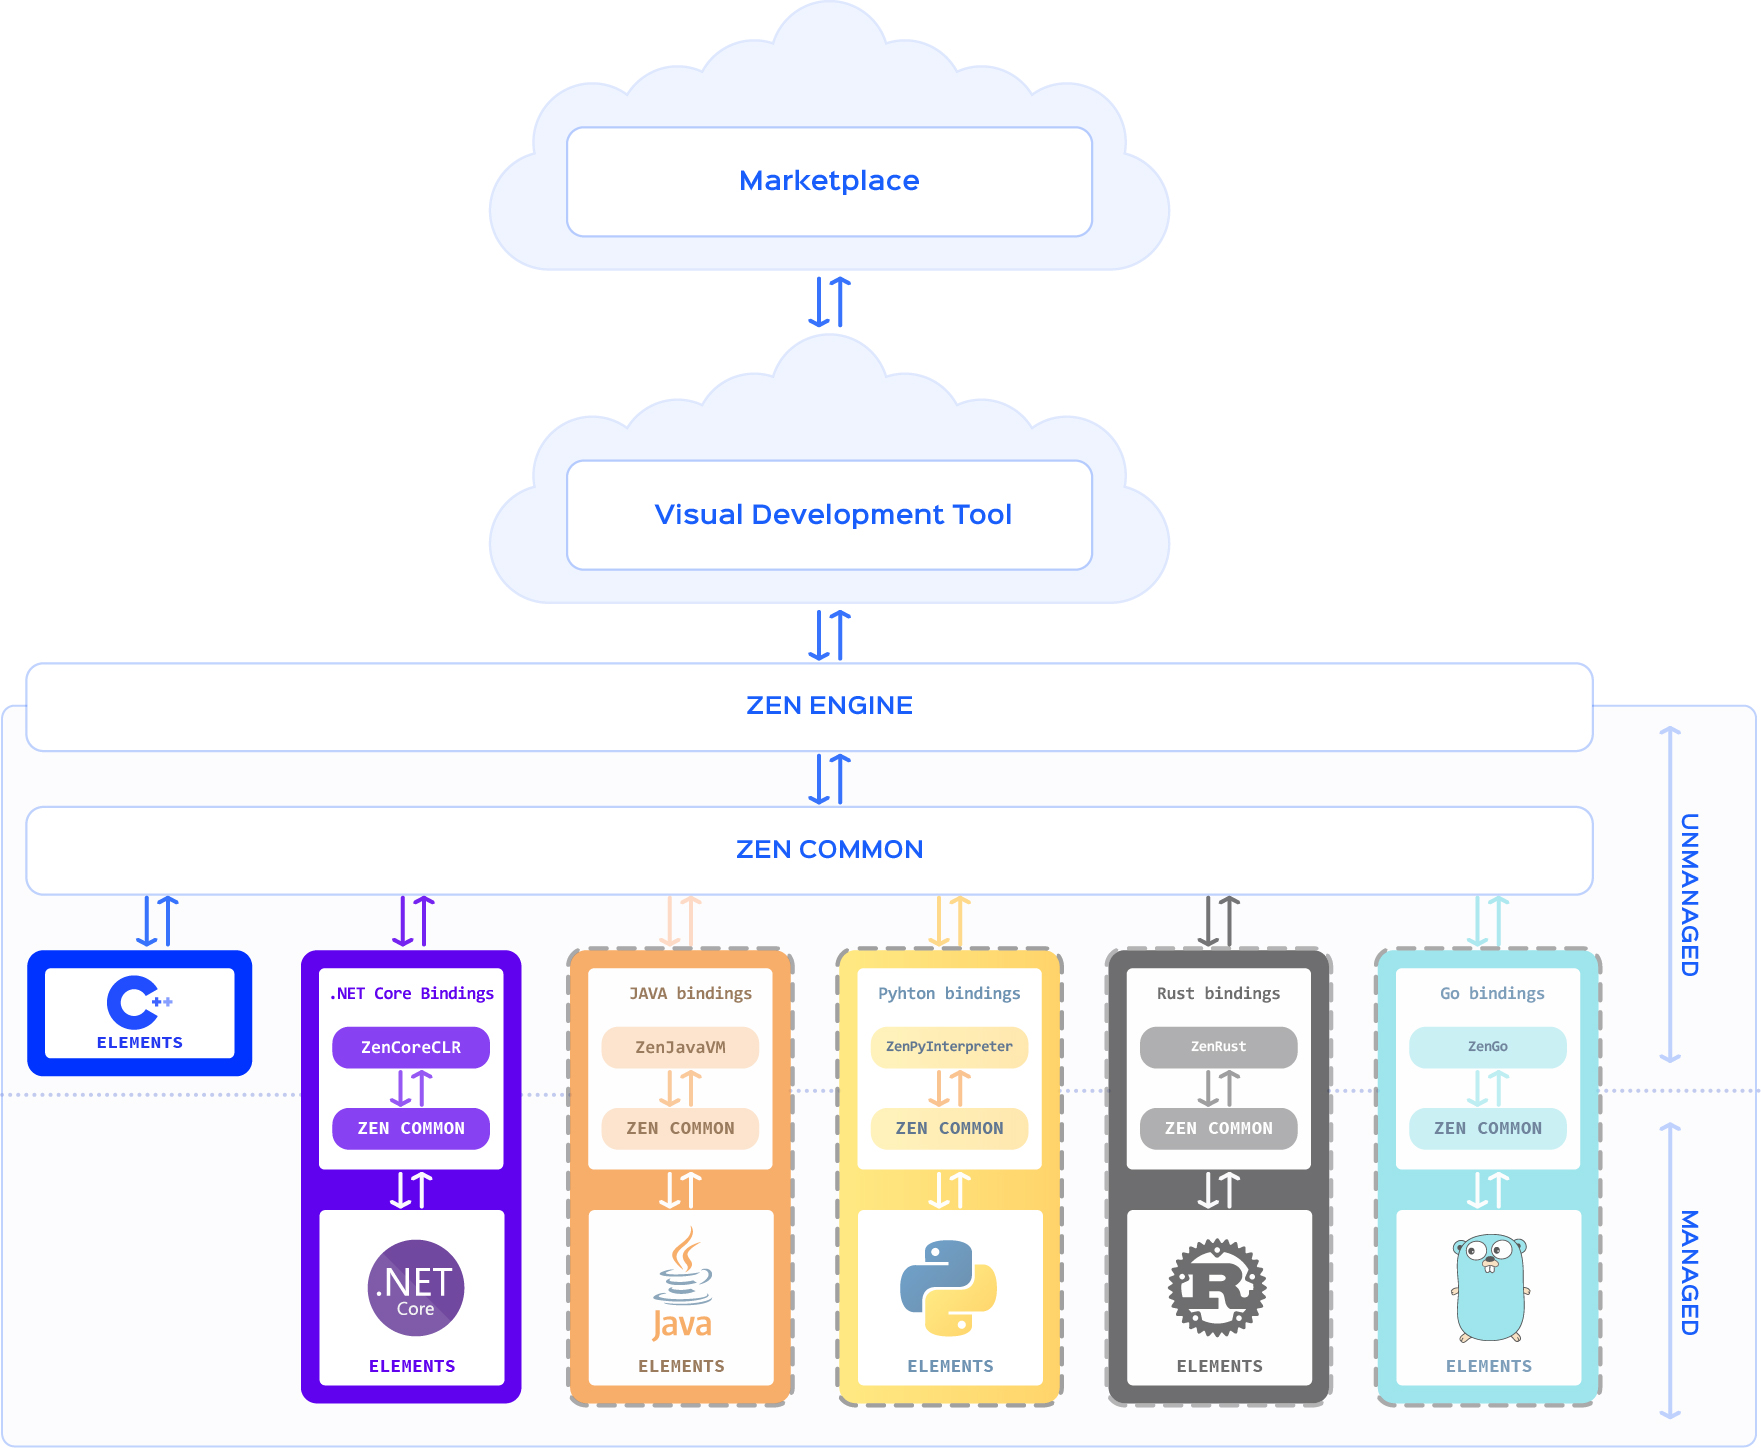 Marketplace
Visual Development Tool
ZEN ENGINE
ZEN COMMON
UNMANAGED
MANAGED
C++
ELEMENTS
.NET Core Bindings
ZenCoreCLR
ZEN COMMON
.NET
Core
ELEMENTS
JAVA bindings
ZenJavaVM
ZEN COMMON
Java
ELEMENTS
Pyhton bindings
ZenPyInterpreter
ZEN COMMON
ELEMENTS
Rust bindings
ZenRust
ZEN COMMON
R
ELEMENTS
Go bindings
ZenGo
ZEN COMMON
ELEMENTS